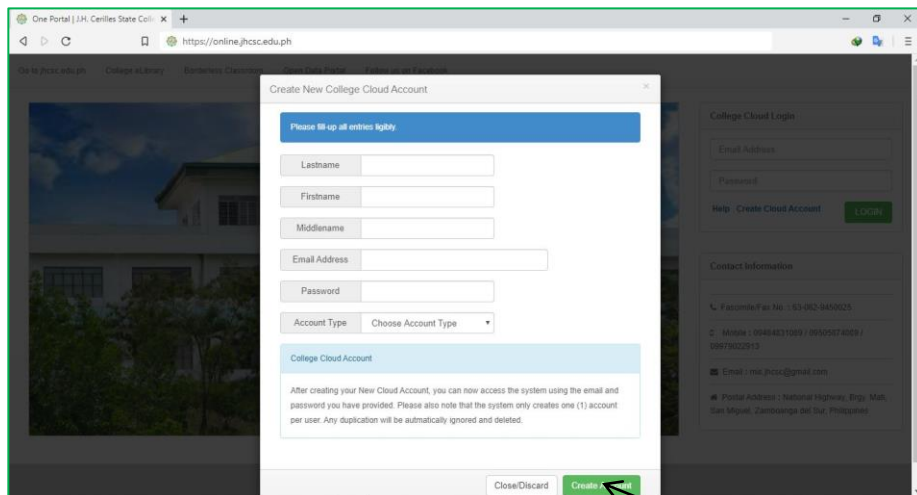 One Portal | J.H. Cerilles State Coll
https://online.jhcsc.edu.ph
Go to jhcsc.edu.ph College eLibrary Borderless Classroom Open Data Portal Follow us on Facebook
Create New College Cloud Account
Please fill-up all entries ligibly.
Lastname
Firstname
Middlename
Email Address
Password
Account Type Choose Account Type
College Cloud Account
After creating your New Cloud Account, you can now access the system using the email and
password you have provided. Please also note that the system only creates one (1) account
per user. Any duplication will be autmatically ignored and deleted.
Close/Discard Create Account
College Cloud Login
Email Address
Password
Help Create Cloud Account LOGIN
Contact Information
Facsimile/Fax No. : 63-062-9450025
Email : mis.jhcsc@gmail.com
Postal Address : National Highway, Brgy. Mati,
San Miguel, Zamboanga del Sur, Philippines